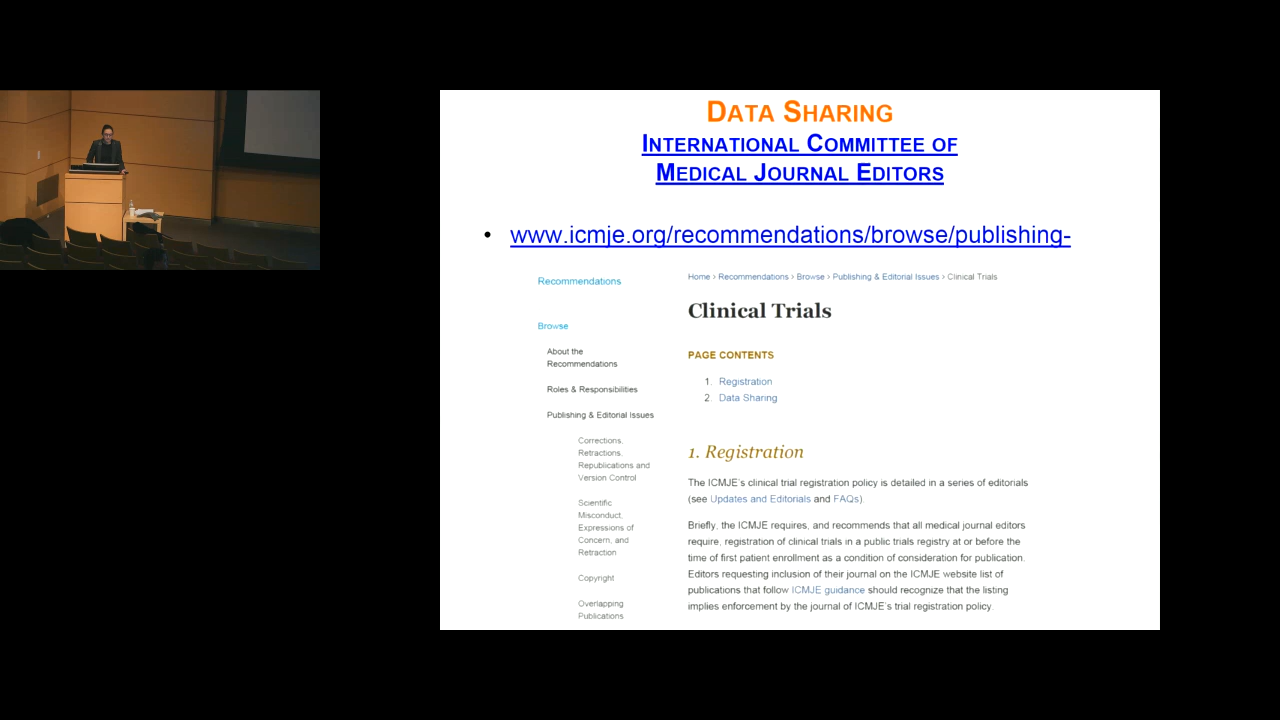 DATA SHARING
INTERNATIONAL COMMITTEE OF
MEDICAL JOURNAL EDITORS
• www.icmje.org/recommendations/browse/publishing-
Recommendations
Browse
About the
Recommendations
Roles & Responsibilities
Publishing & Editorial Issues
Corrections,
Retractions,
Republications and
Version Control
Scientific
Misconduct,
Expressions of
Concern, and
Retraction
Copyright
Overlapping
Publications
Home > Recommendations > Browse > Publishing & Editorial Issues > Clinical Trials
Clinical Trials
PAGE CONTENTS
1. Registration
2. Data Sharing
1. Registration
The ICMJE's clinical trial registration policy is detailed in a series of editorials
(see Updates and Editorials and FAQs).
Briefly, the ICMJE requires, and recommends that all medical journal editors
require, registration of clinical trials in a public trials registry at or before the
time of first patient enrollment as a condition of consideration for publication.
Editors requesting inclusion of their journal on the ICMJE website list of
publications that follow ICMJE guidance should recognize that the listing
implies enforcement by the journal of ICMJE's trial registration policy.